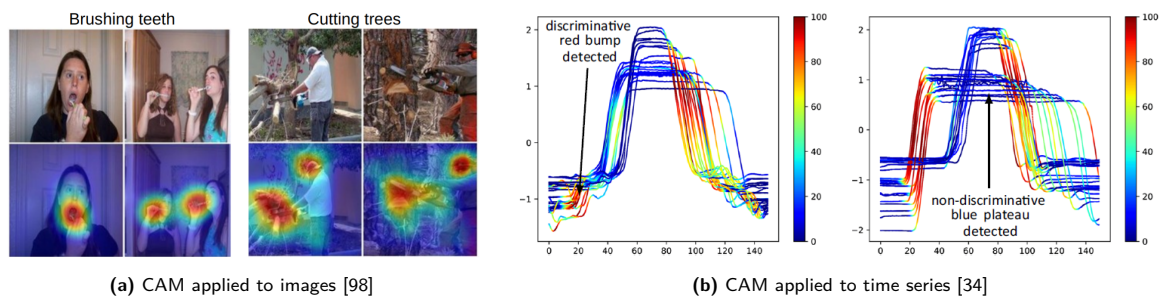 Brushing teeth
Cutting trees
discriminative
red bump
detected
2
1
0
−1
0 20 40 60 80 100 120 140
100
80
60
40
20
0
2
1
0
−1
−2
0 20 40 60 80 100 120 140
non-discriminative
blue plateau
detected
100
80
60
40
20
0
(a) CAM applied to images [98]
(b) CAM applied to time series [34]